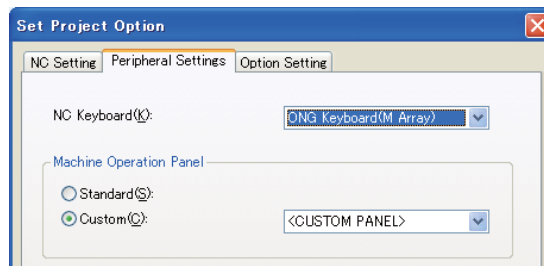 Set Project Option
NC Setting Peripheral Settings Option Setting
NC Keyboard(K): ONG Keyboard(M Array)
Machine Operation Panel
Standard(S):
Custom(C): <CUSTOM PANEL>